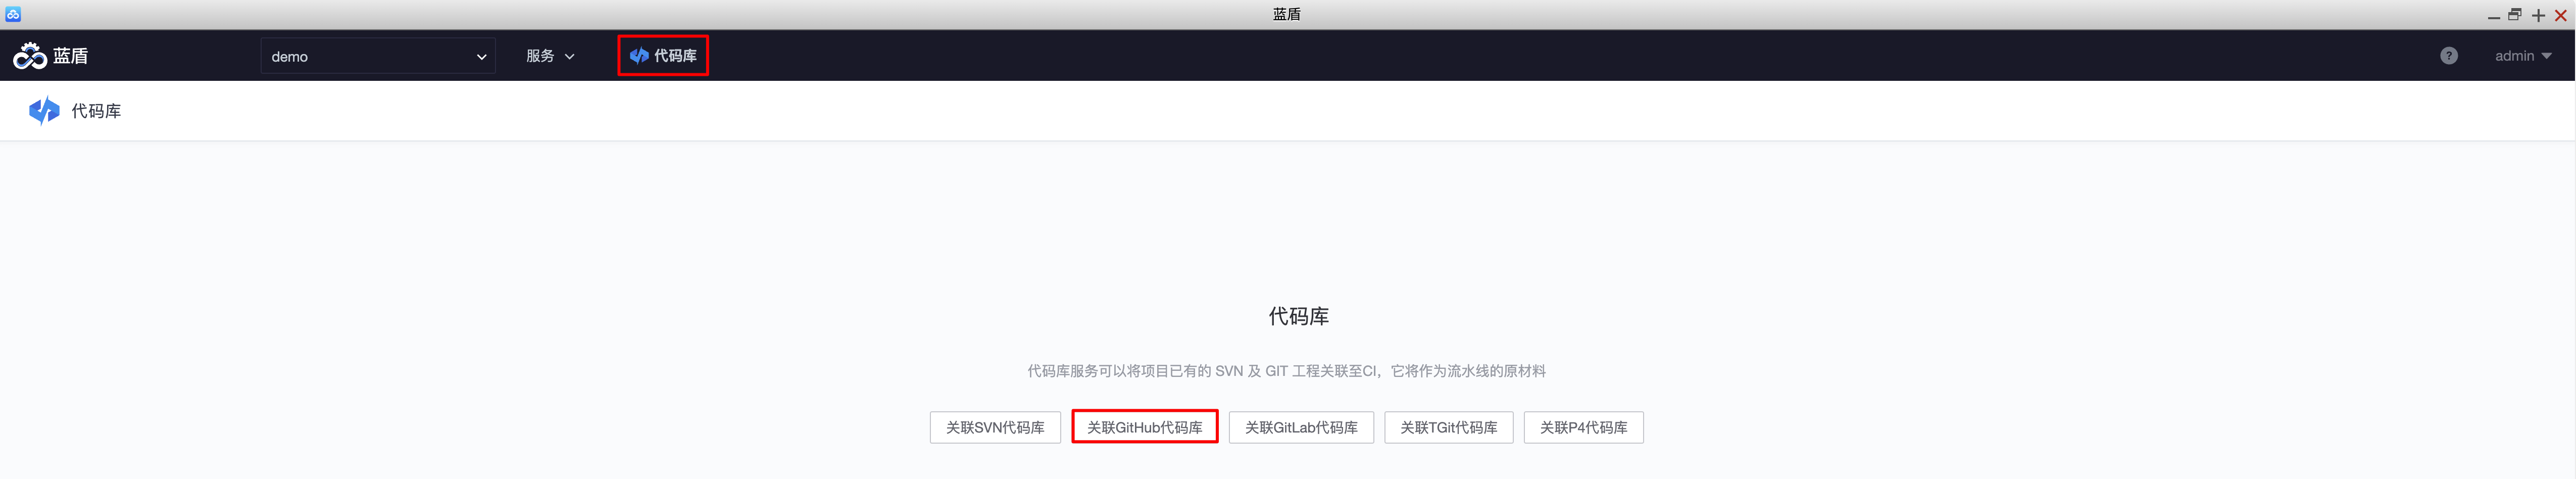 蓝盾
蓝盾 demo 服务 代码库 ? admin
代码库
代码库
代码库服务可以将项目已有的 SVN 及 GIT 工程关联至CI，它将作为流水线的原材料
关联SVN代码库 关联GitHub代码库 关联GitLab代码库 关联TGit代码库 关联P4代码库